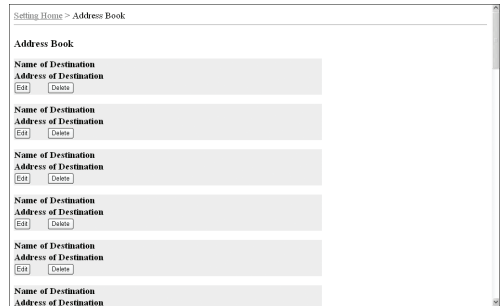 Setting Home > Address Book
Address Book
Name of Destination
Address of Destination
Edit Delete
Name of Destination
Address of Destination
Edit Delete
Name of Destination
Address of Destination
Edit Delete
Name of Destination
Address of Destination
Edit Delete
Name of Destination
Address of Destination
Edit Delete
Name of Destination
Address of Destination